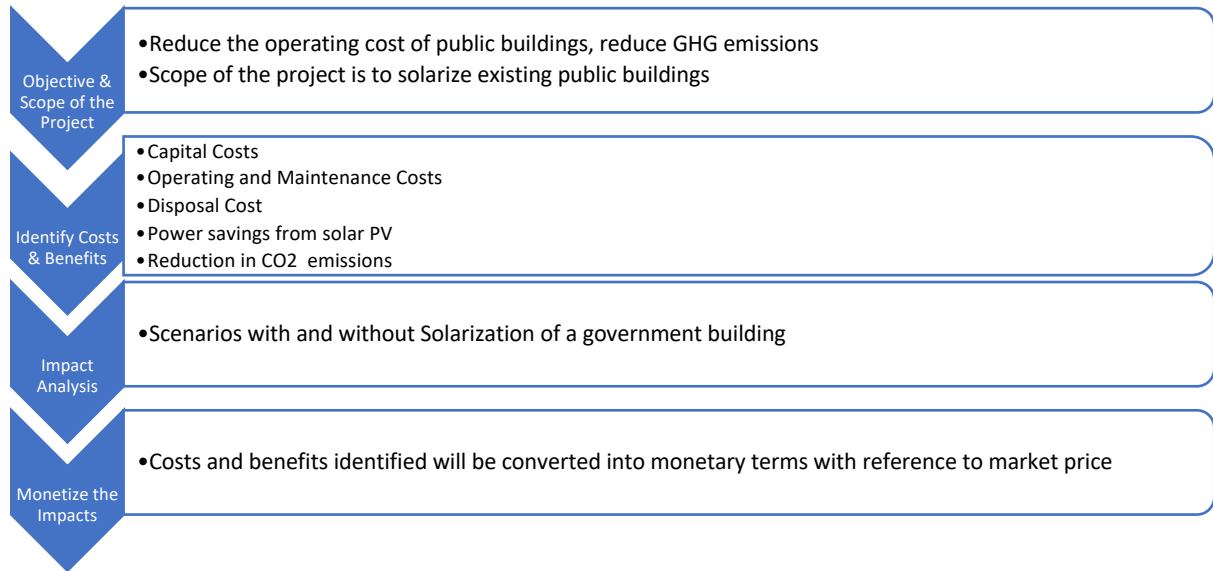 Objective &
Scope of the
Project
•Reduce the operating cost of public buildings, reduce GHG emissions
•Scope of the project is to solarize existing public buildings
Identify Costs
& Benefits
•Capital Costs
•Operating and Maintenance Costs
•Disposal Cost
•Power savings from solar PV
•Reduction in CO2 emissions
Impact
Analysis
•Scenarios with and without Solarization of a government building
Monetize the
Impacts
•Costs and benefits identified will be converted into monetary terms with reference to market price